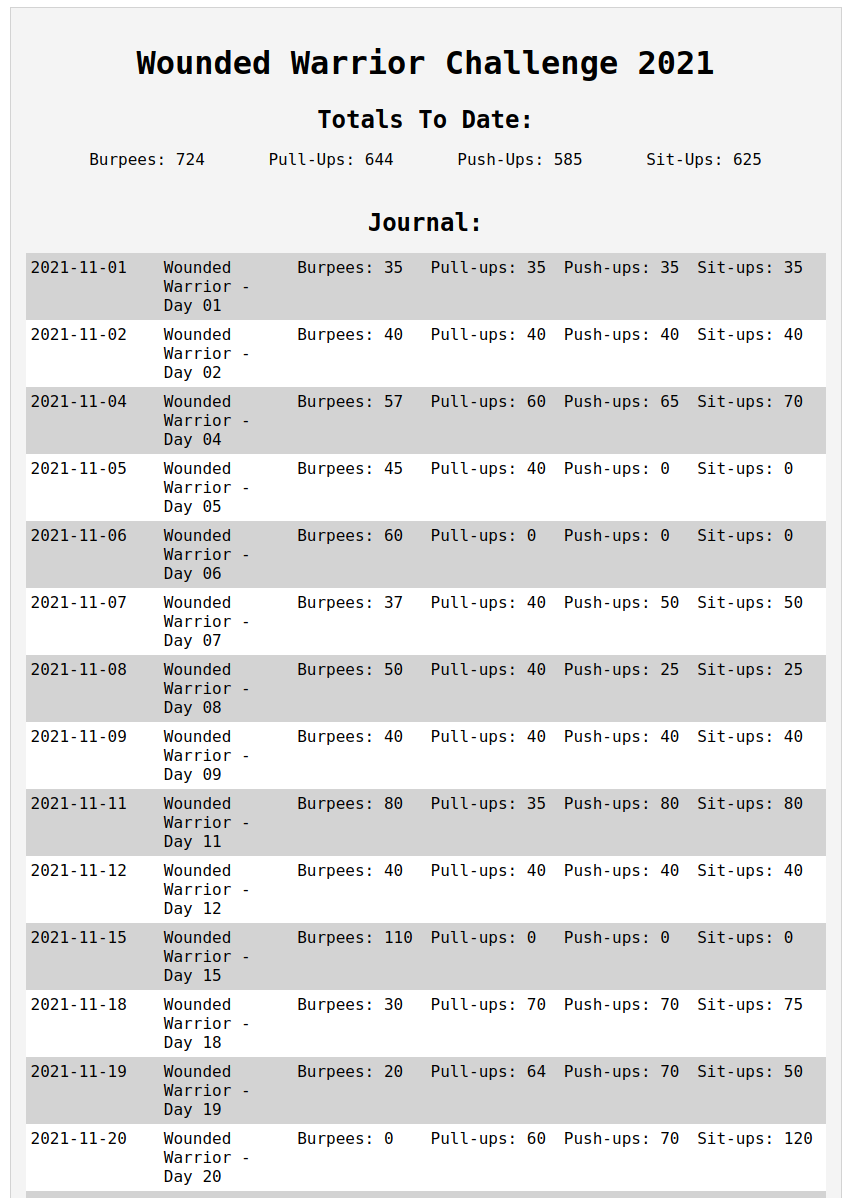 Wounded Warrior Challenge 2021
Totals To Date:
Burpees: 724 Pull-Ups: 644 Push-Ups: 585 Sit-Ups: 625
Journal:
2021-11-01 Wounded Burpees: 35 Pull-ups: 35 Push-ups: 35 Sit-ups: 35
Warrior -
Day 01
2021-11-02 Wounded Burpees: 40 Pull-ups: 40 Push-ups: 40 Sit-ups: 40
Warrior -
Day 02
2021-11-04 Wounded Burpees: 57 Pull-ups: 60 Push-ups: 65 Sit-ups: 70
Warrior -
Day 04
2021-11-05 Wounded Burpees: 45 Pull-ups: 40 Push-ups: 0 Sit-ups: 0
Warrior -
Day 05
2021-11-06 Wounded Burpees: 60 Pull-ups: 0 Push-ups: 0 Sit-ups: 0
Warrior -
Day 06
2021-11-07 Wounded Burpees: 37 Pull-ups: 40 Push-ups: 50 Sit-ups: 50
Warrior -
Day 07
2021-11-08 Wounded Burpees: 50 Pull-ups: 40 Push-ups: 25 Sit-ups: 25
Warrior -
Day 08
2021-11-09 Wounded Burpees: 40 Pull-ups: 40 Push-ups: 40 Sit-ups: 40
Warrior -
Day 09
2021-11-11 Wounded Burpees: 80 Pull-ups: 35 Push-ups: 80 Sit-ups: 80
Warrior -
Day 11
2021-11-12 Wounded Burpees: 40 Pull-ups: 40 Push-ups: 40 Sit-ups: 40
Warrior -
Day 12
2021-11-15 Wounded Burpees: 110 Pull-ups: 0 Push-ups: 0 Sit-ups: 0
Warrior -
Day 15
2021-11-18 Wounded Burpees: 30 Pull-ups: 70 Push-ups: 70 Sit-ups: 75
Warrior -
Day 18
2021-11-19 Wounded Burpees: 20 Pull-ups: 64 Push-ups: 70 Sit-ups: 50
Warrior -
Day 19
2021-11-20 Wounded Burpees: 0 Pull-ups: 60 Push-ups: 70 Sit-ups: 120
Warrior -
Day 20